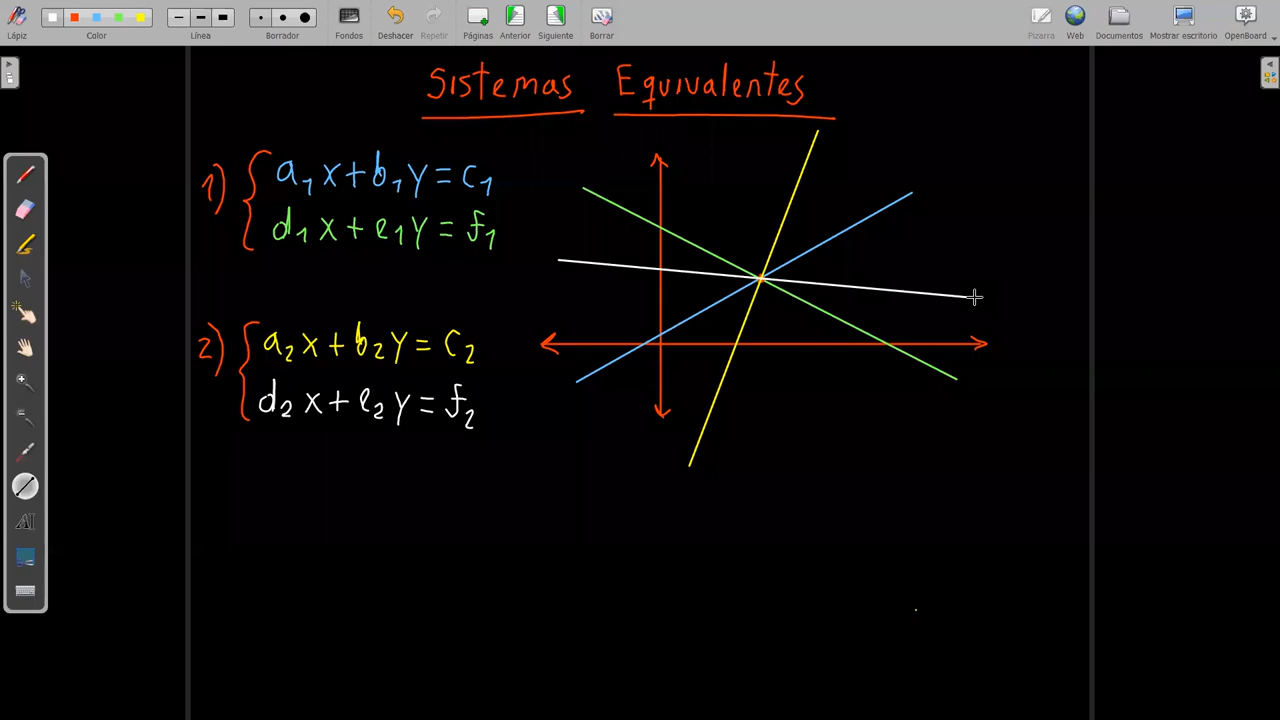 Lápiz Color Línea Borrador Fondos Deshacer Repetir Páginas Anterior Siguiente Borrar Pizarra Web Documentos Mostrar escritorio OpenBoard
Sistemas Equivalentes
1) a₁x+b₁y=c₁
d₁x+e₁y=f₁
2) a₂x+b₂y=c₂
d₂x+e₂y=f₂
AI